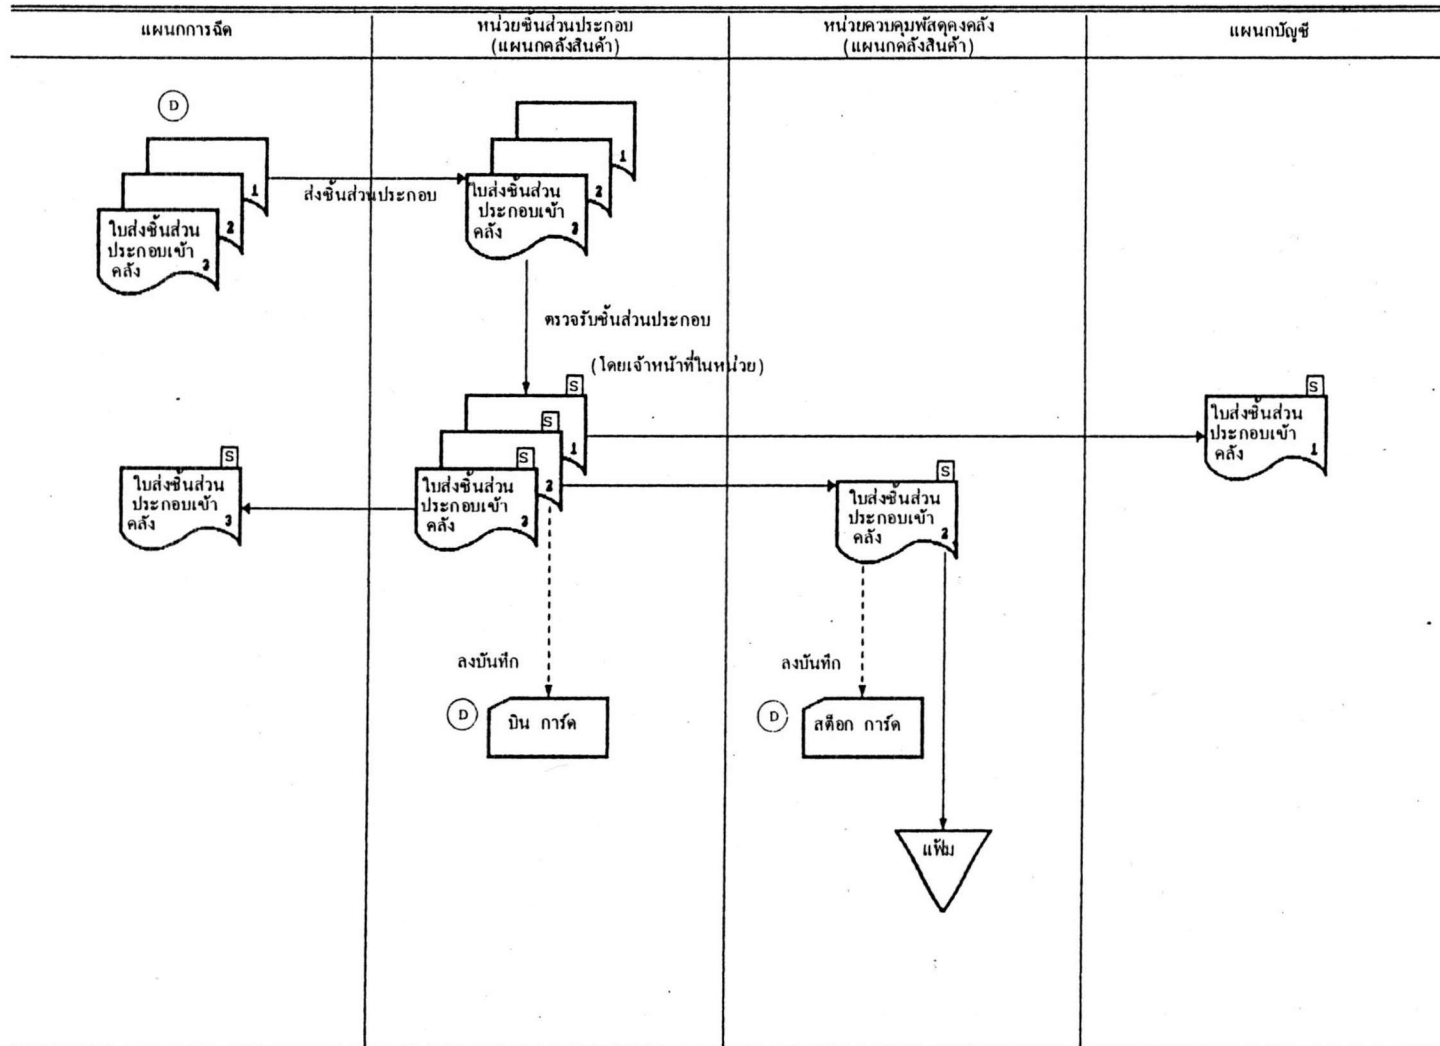 แผนกการฉีด
หน่วยชิ้นส่วนประกอบ
(แผนกคลังสินค้า)
หน่วยควบคุมพัสดุคงคลัง
(แผนกคลังสินค้า)
แผนกบัญชี
D
1
2
ใบส่งชิ้นส่วน
ประกอบเข้า
คลัง 3
ส่งชิ้นส่วนประกอบ
1
2
ใบส่งชิ้นส่วน
ประกอบเข้า
คลัง 3
ตรวจรับชิ้นส่วนประกอบ
(โดยเจ้าหน้าที่ในหน่วย)
S
1
S
2
S
ใบส่งชิ้นส่วน
ประกอบเข้า
คลัง 3
S
ใบส่งชิ้นส่วน
ประกอบเข้า
คลัง 1
S
ใบส่งชิ้นส่วน
ประกอบเข้า
คลัง 3
S
ใบส่งชิ้นส่วน
ประกอบเข้า
คลัง 2
ลงบันทึก
D
บิน การ์ด
ลงบันทึก
D
สต็อก การ์ด
แฟ้ม